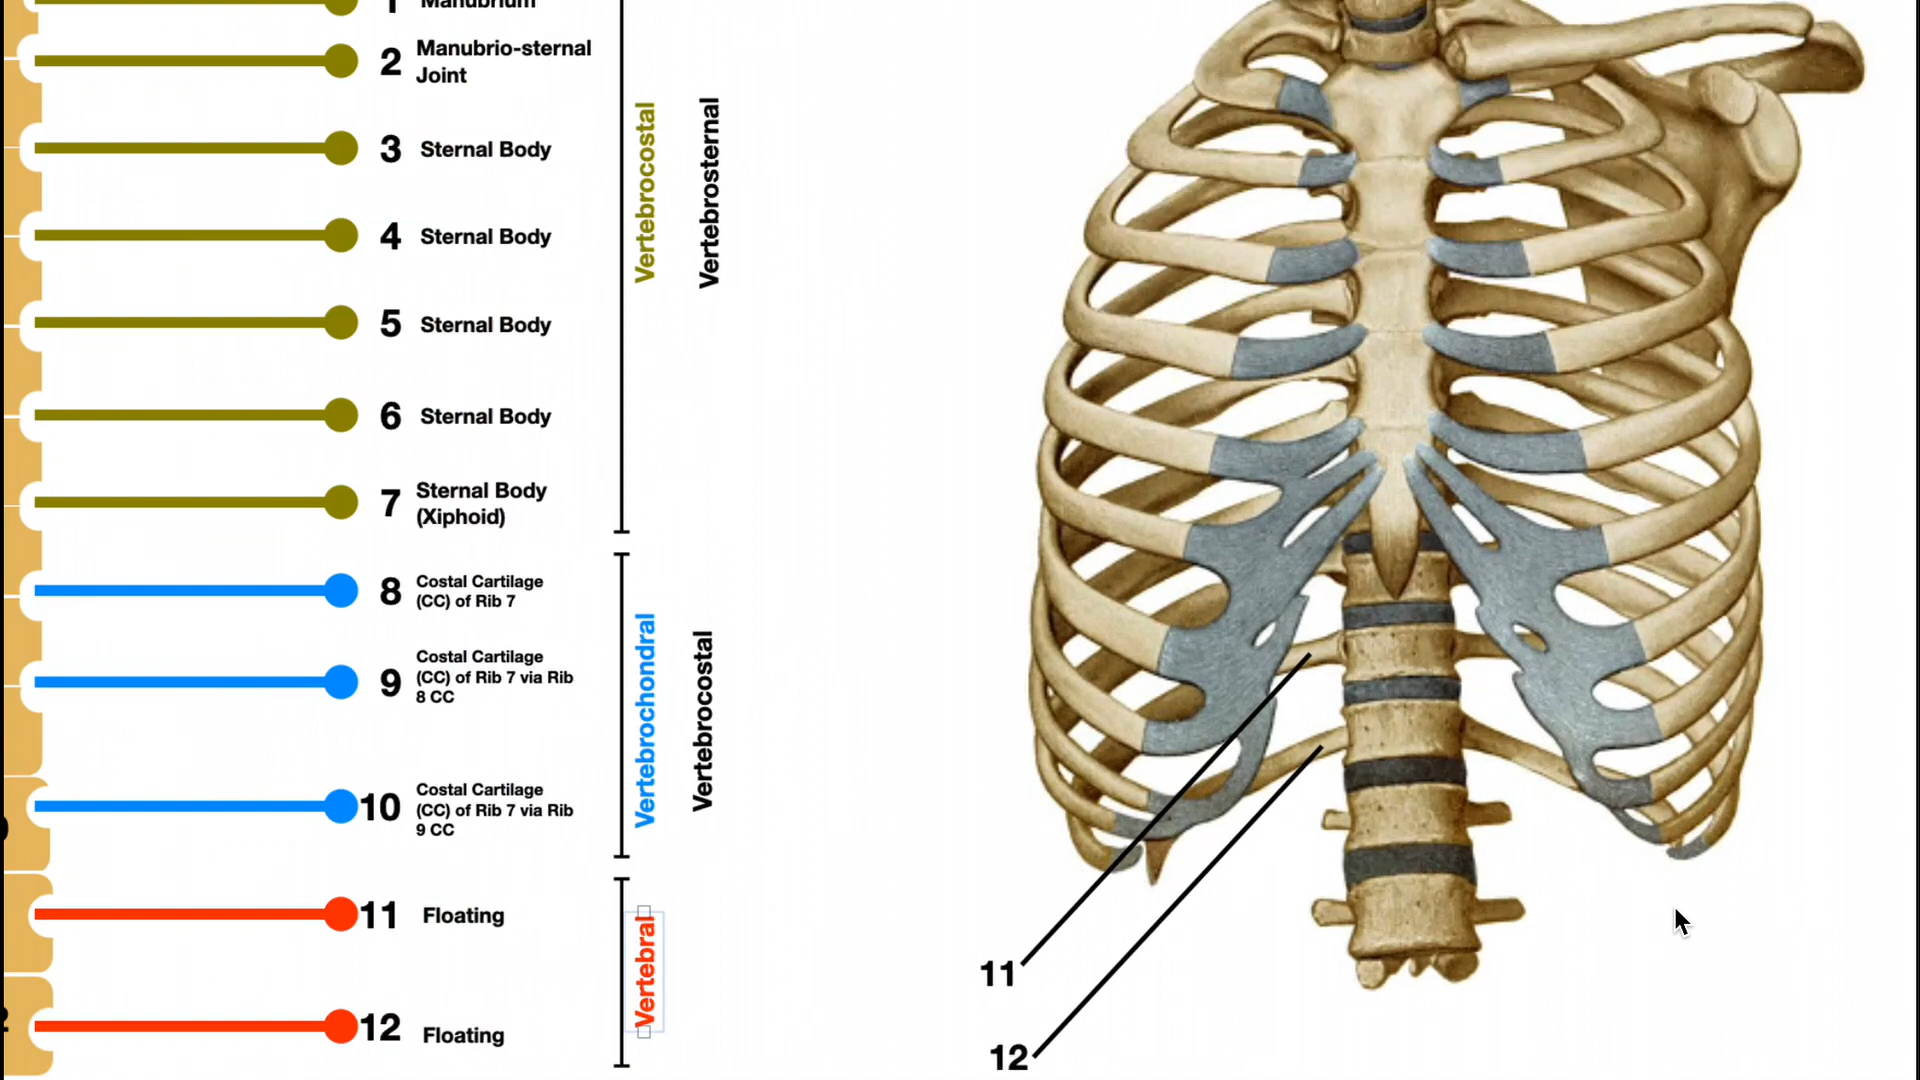 1 Manubrium
2 Manubrio-sternal
Joint
3 Sternal Body
4 Sternal Body
5 Sternal Body
6 Sternal Body
7 Sternal Body
(Xiphoid)
8 Costal Cartilage
(CC) of Rib 7
9 Costal Cartilage
(CC) of Rib 7 via Rib
8 CC
10 Costal Cartilage
(CC) of Rib 7 via Rib
9 CC
11 Floating
12 Floating
Vertebrocostal
Vertebrosternal
Vertebrochondral
Vertebrocostal
Vertebral
11
12